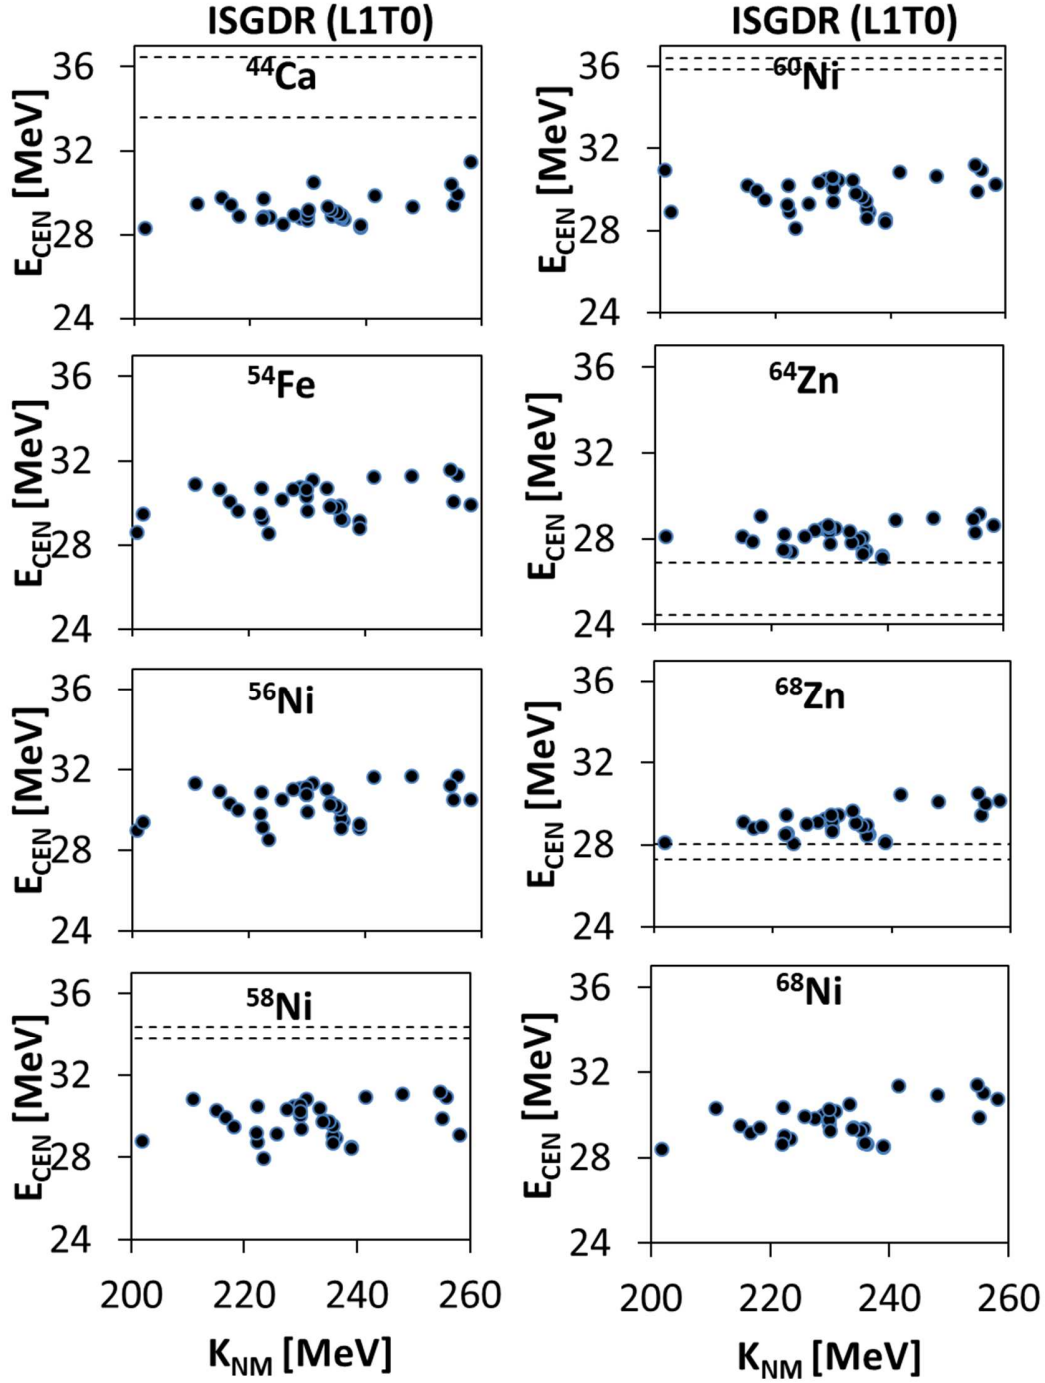 ISGDR (L1T0)
ISGDR (L1T0)
36
32
28
24
E_CEN [MeV]
44Ca
36
32
28
24
E_CEN [MeV]
60Ni
36
32
28
24
E_CEN [MeV]
54Fe
36
32
28
24
E_CEN [MeV]
64Zn
36
32
28
24
E_CEN [MeV]
56Ni
36
32
28
24
E_CEN [MeV]
68Zn
36
32
28
24
E_CEN [MeV]
58Ni
200 220 240 260
K_NM [MeV]
36
32
28
24
E_CEN [MeV]
68Ni
200 220 240 260
K_NM [MeV]